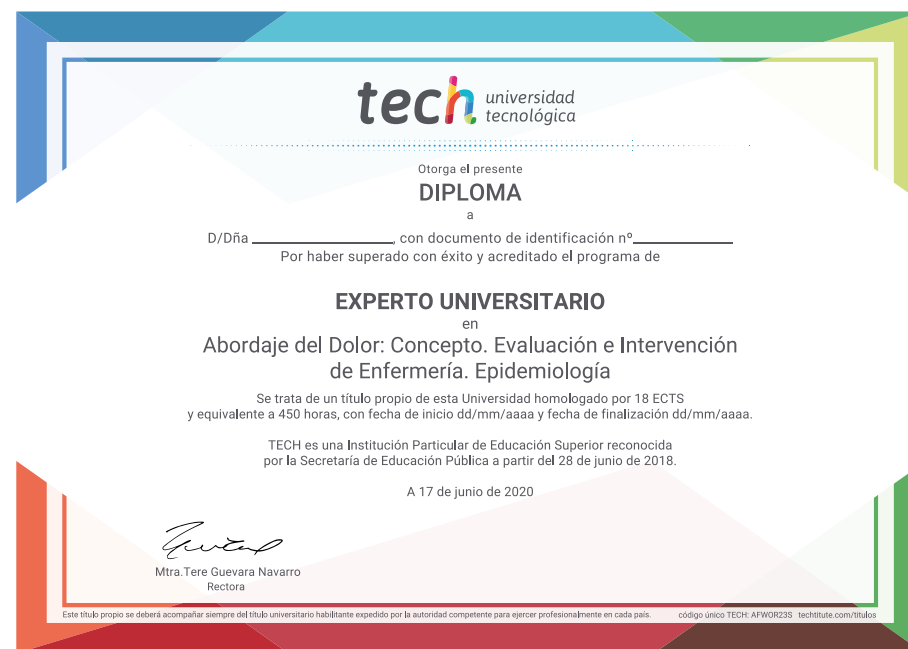 tech universidad
tecnológica
Otorga el presente
DIPLOMA
a
D/Dña ____________, con documento de identificación nº____________
Por haber superado con éxito y acreditado el programa de
EXPERTO UNIVERSITARIO
en
Abordaje del Dolor: Concepto. Evaluación e Intervención
de Enfermería. Epidemiología
Se trata de un título propio de esta Universidad homologado por 18 ECTS
y equivalente a 450 horas, con fecha de inicio dd/mm/aaaa y fecha de finalización dd/mm/aaaa.
TECH es una Institución Particular de Educación Superior reconocida
por la Secretaría de Educación Pública a partir del 28 de junio de 2018.
A 17 de junio de 2020
Mtra.Tere Guevara Navarro
Rectora
Este título propio se deberá acompañar siempre del título universitario habilitante expedido por la autoridad competente para ejercer profesionalmente en cada país. código único TECH: AFWOR23S techtitute.com/titulos